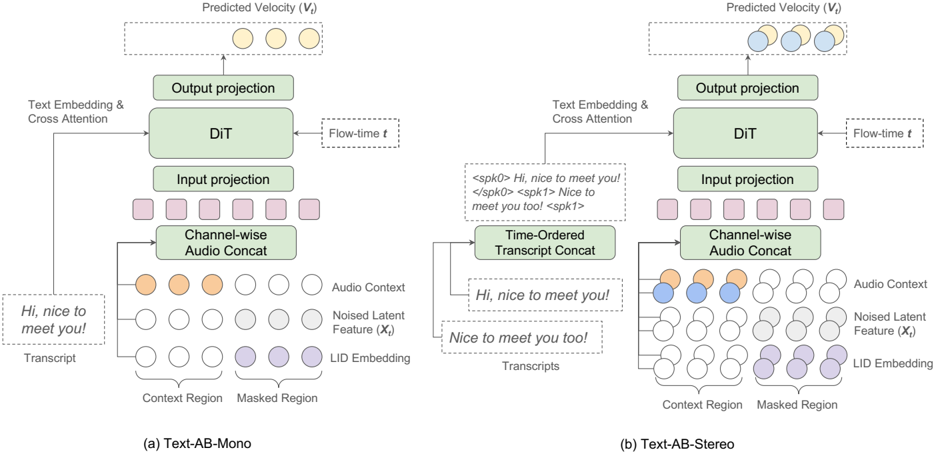 Predicted Velocity (Vt)
Output projection
Text Embedding &
Cross Attention
DiT
Flow-time t
Input projection
Channel-wise
Audio Concat
Audio Context
Hi, nice to
meet you!
Noised Latent
Feature (Xt)
Transcript
LID Embedding
Context Region
Masked Region
(a) Text-AB-Mono
Predicted Velocity (Vt)
Output projection
Text Embedding &
Cross Attention
DiT
Flow-time t
<spk0> Hi, nice to meet you!
</spk0> <spk1> Nice to
meet you too! <spk1>
Input projection
Time-Ordered
Transcript Concat
Channel-wise
Audio Concat
Audio Context
Hi, nice to meet you!
Noised Latent
Feature (Xt)
Nice to meet you too!
Transcripts
LID Embedding
Context Region
Masked Region
(b) Text-AB-Stereo